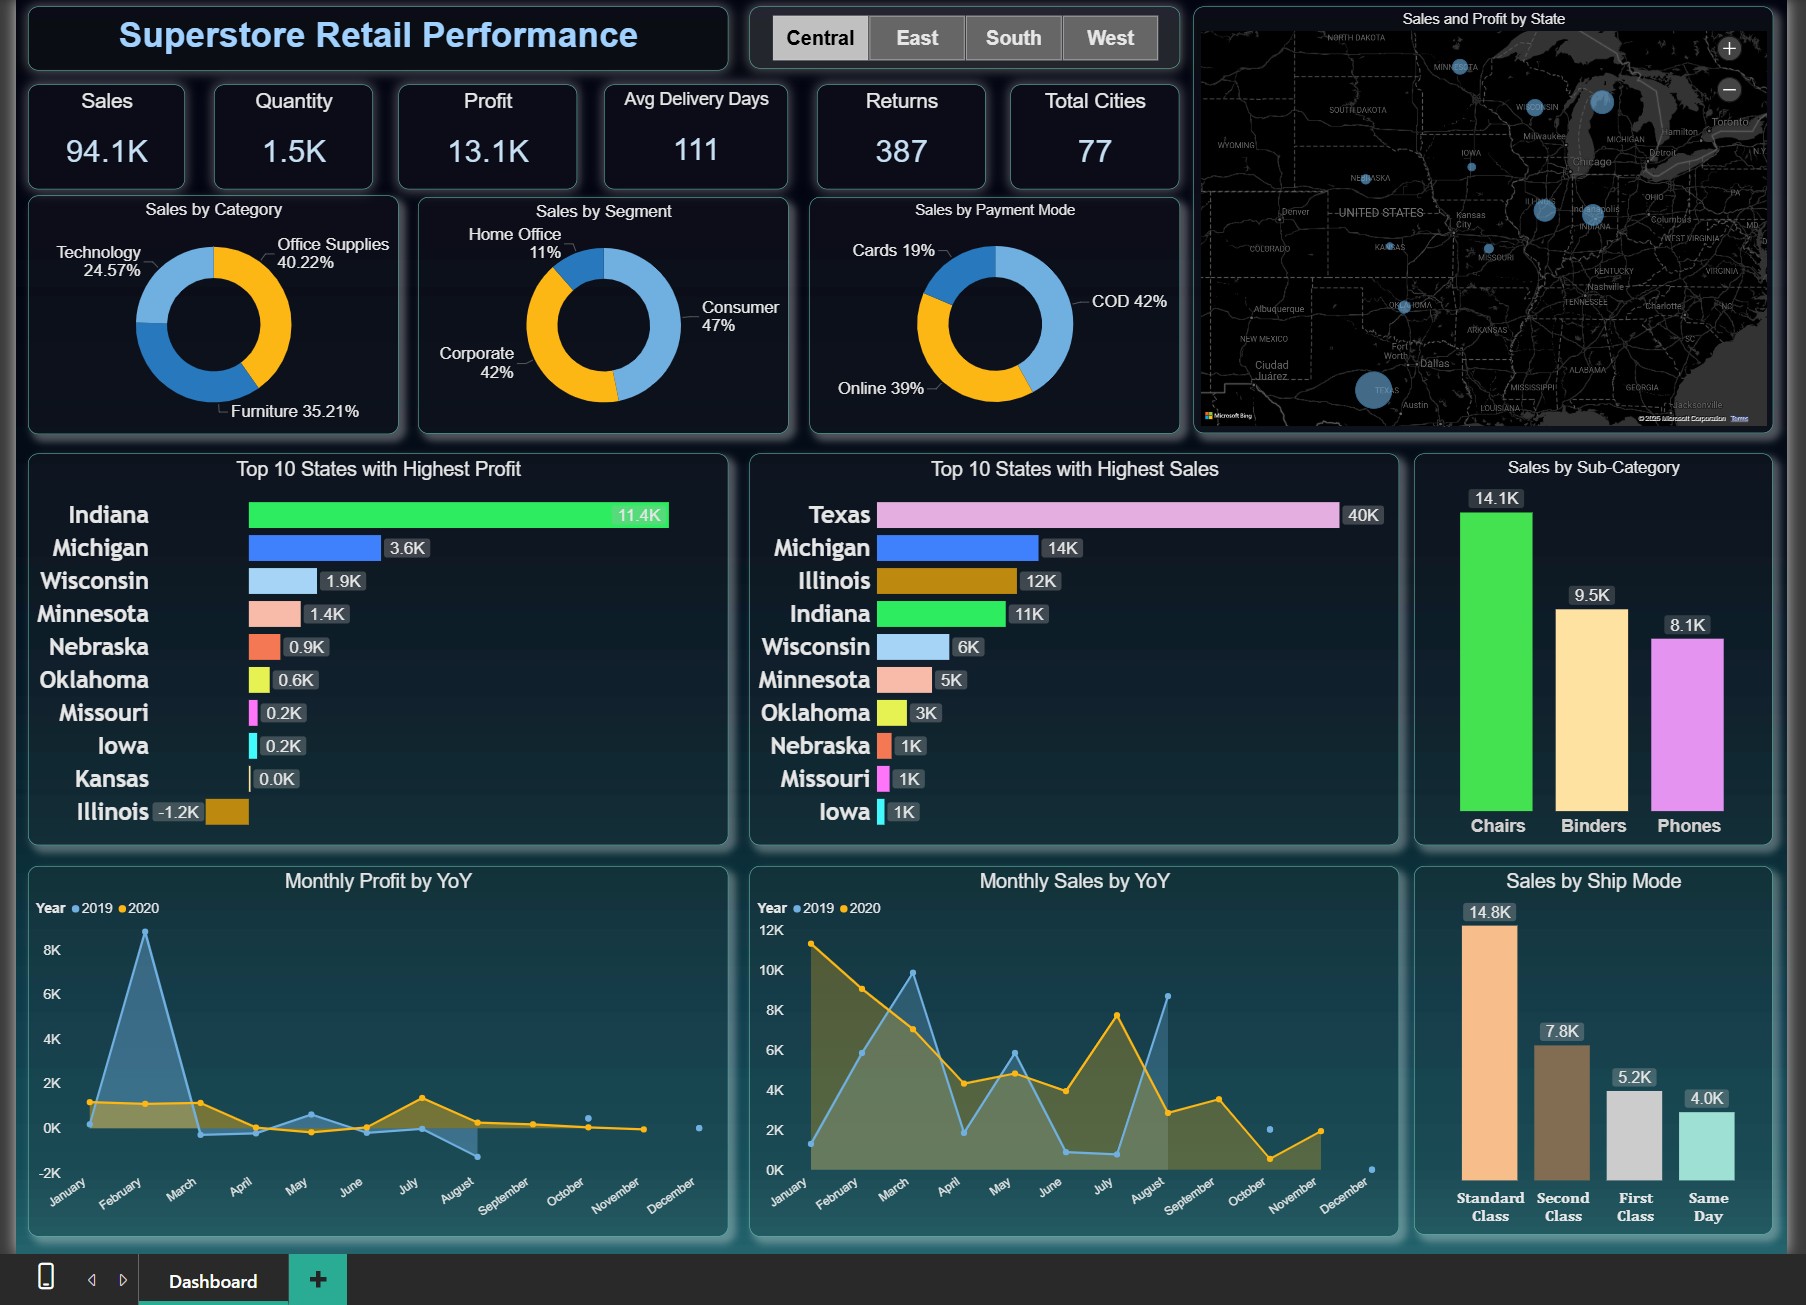 Superstore Retail Performance
Central
East
South
West
Sales
94.1K
Quantity
1.5K
Profit
13.1K
Avg Delivery Days
111
Returns
387
Total Cities
77
Sales by Category
Technology
24.57%
Office Supplies
40.22%
Furniture 35.21%
Sales by Segment
Home Office
11%
Consumer
47%
Corporate
42%
Sales by Payment Mode
Cards 19%
COD 42%
Online 39%
Sales and Profit by State
NORTH DAKOTA
MINNESOTA
SOUTH DAKOTA
WISCONSIN
Toronto
Milwaukee
MICHIGAN
Hamilton
WYOMING
IOWA
Detroit
Chicago
N.Y.
NEBRASKA
PA
OHIO
ILLINOIS
Indianapolis
Denver
UNITED STATES
Kansas
City
Columbus
INDIANA
MD
WEST VIRGINIA
COLORADO
KANSAS
MISSOURI
KENTUCKY
VIRGINIA
Nashville
TENNESSEE
Charlotte
NC
Albuquerque
OKLAHOMA
ARKANSAS
NEW MEXICO
SC
Fort
Worth
Dallas
Ciudad
Juárez
ALABAMA
TEXAS
MISSISSIPPI
GEORGIA
Austin
LOUISIANA
Jacksonville
Microsoft Bing
© 2025 Microsoft Corporation Terms
Top 10 States with Highest Profit
Indiana 11.4K
Michigan 3.6K
Wisconsin 1.9K
Minnesota 1.4K
Nebraska 0.9K
Oklahoma 0.6K
Missouri 0.2K
Iowa 0.2K
Kansas 0.0K
Illinois -1.2K
Top 10 States with Highest Sales
Texas 40K
Michigan 14K
Illinois 12K
Indiana 11K
Wisconsin 6K
Minnesota 5K
Oklahoma 3K
Nebraska 1K
Missouri 1K
Iowa 1K
Sales by Sub-Category
14.1K
9.5K
8.1K
Chairs Binders Phones
Monthly Profit by YoY
Year 2019 2020
8K
6K
4K
2K
0K
-2K
January February March April May June July August September October November December
Monthly Sales by YoY
Year 2019 2020
12K
10K
8K
6K
4K
2K
0K
January February March April May June July August September October November December
Sales by Ship Mode
14.8K
7.8K
5.2K
4.0K
Standard Second First Same
Class Class Class Day
Dashboard